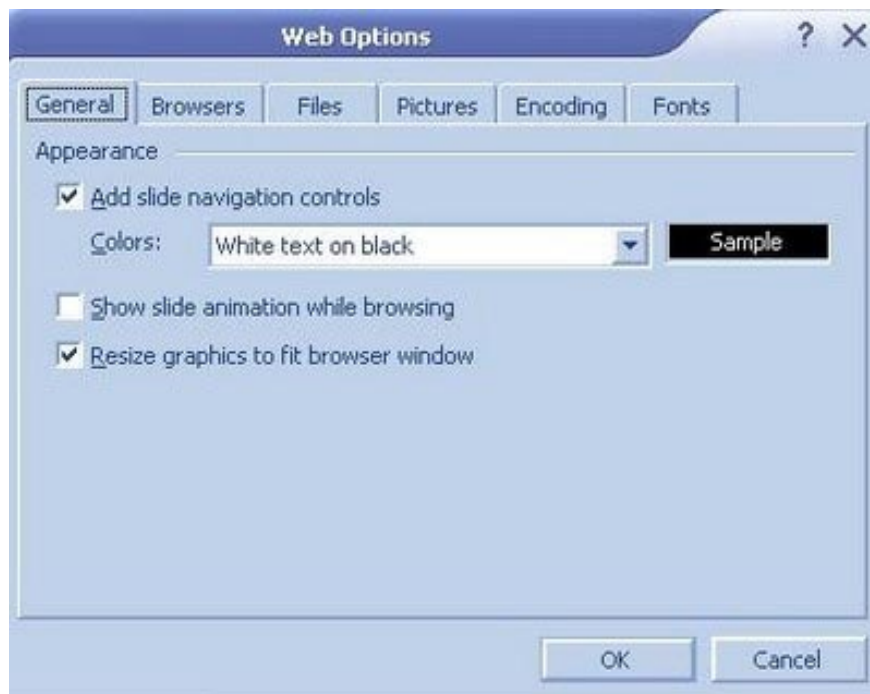 Web Options
?
General Browsers Files Pictures Encoding Fonts
Appearance
Add slide navigation controls
Colors: White text on black Sample
Show slide animation while browsing
Resize graphics to fit browser window
OK Cancel